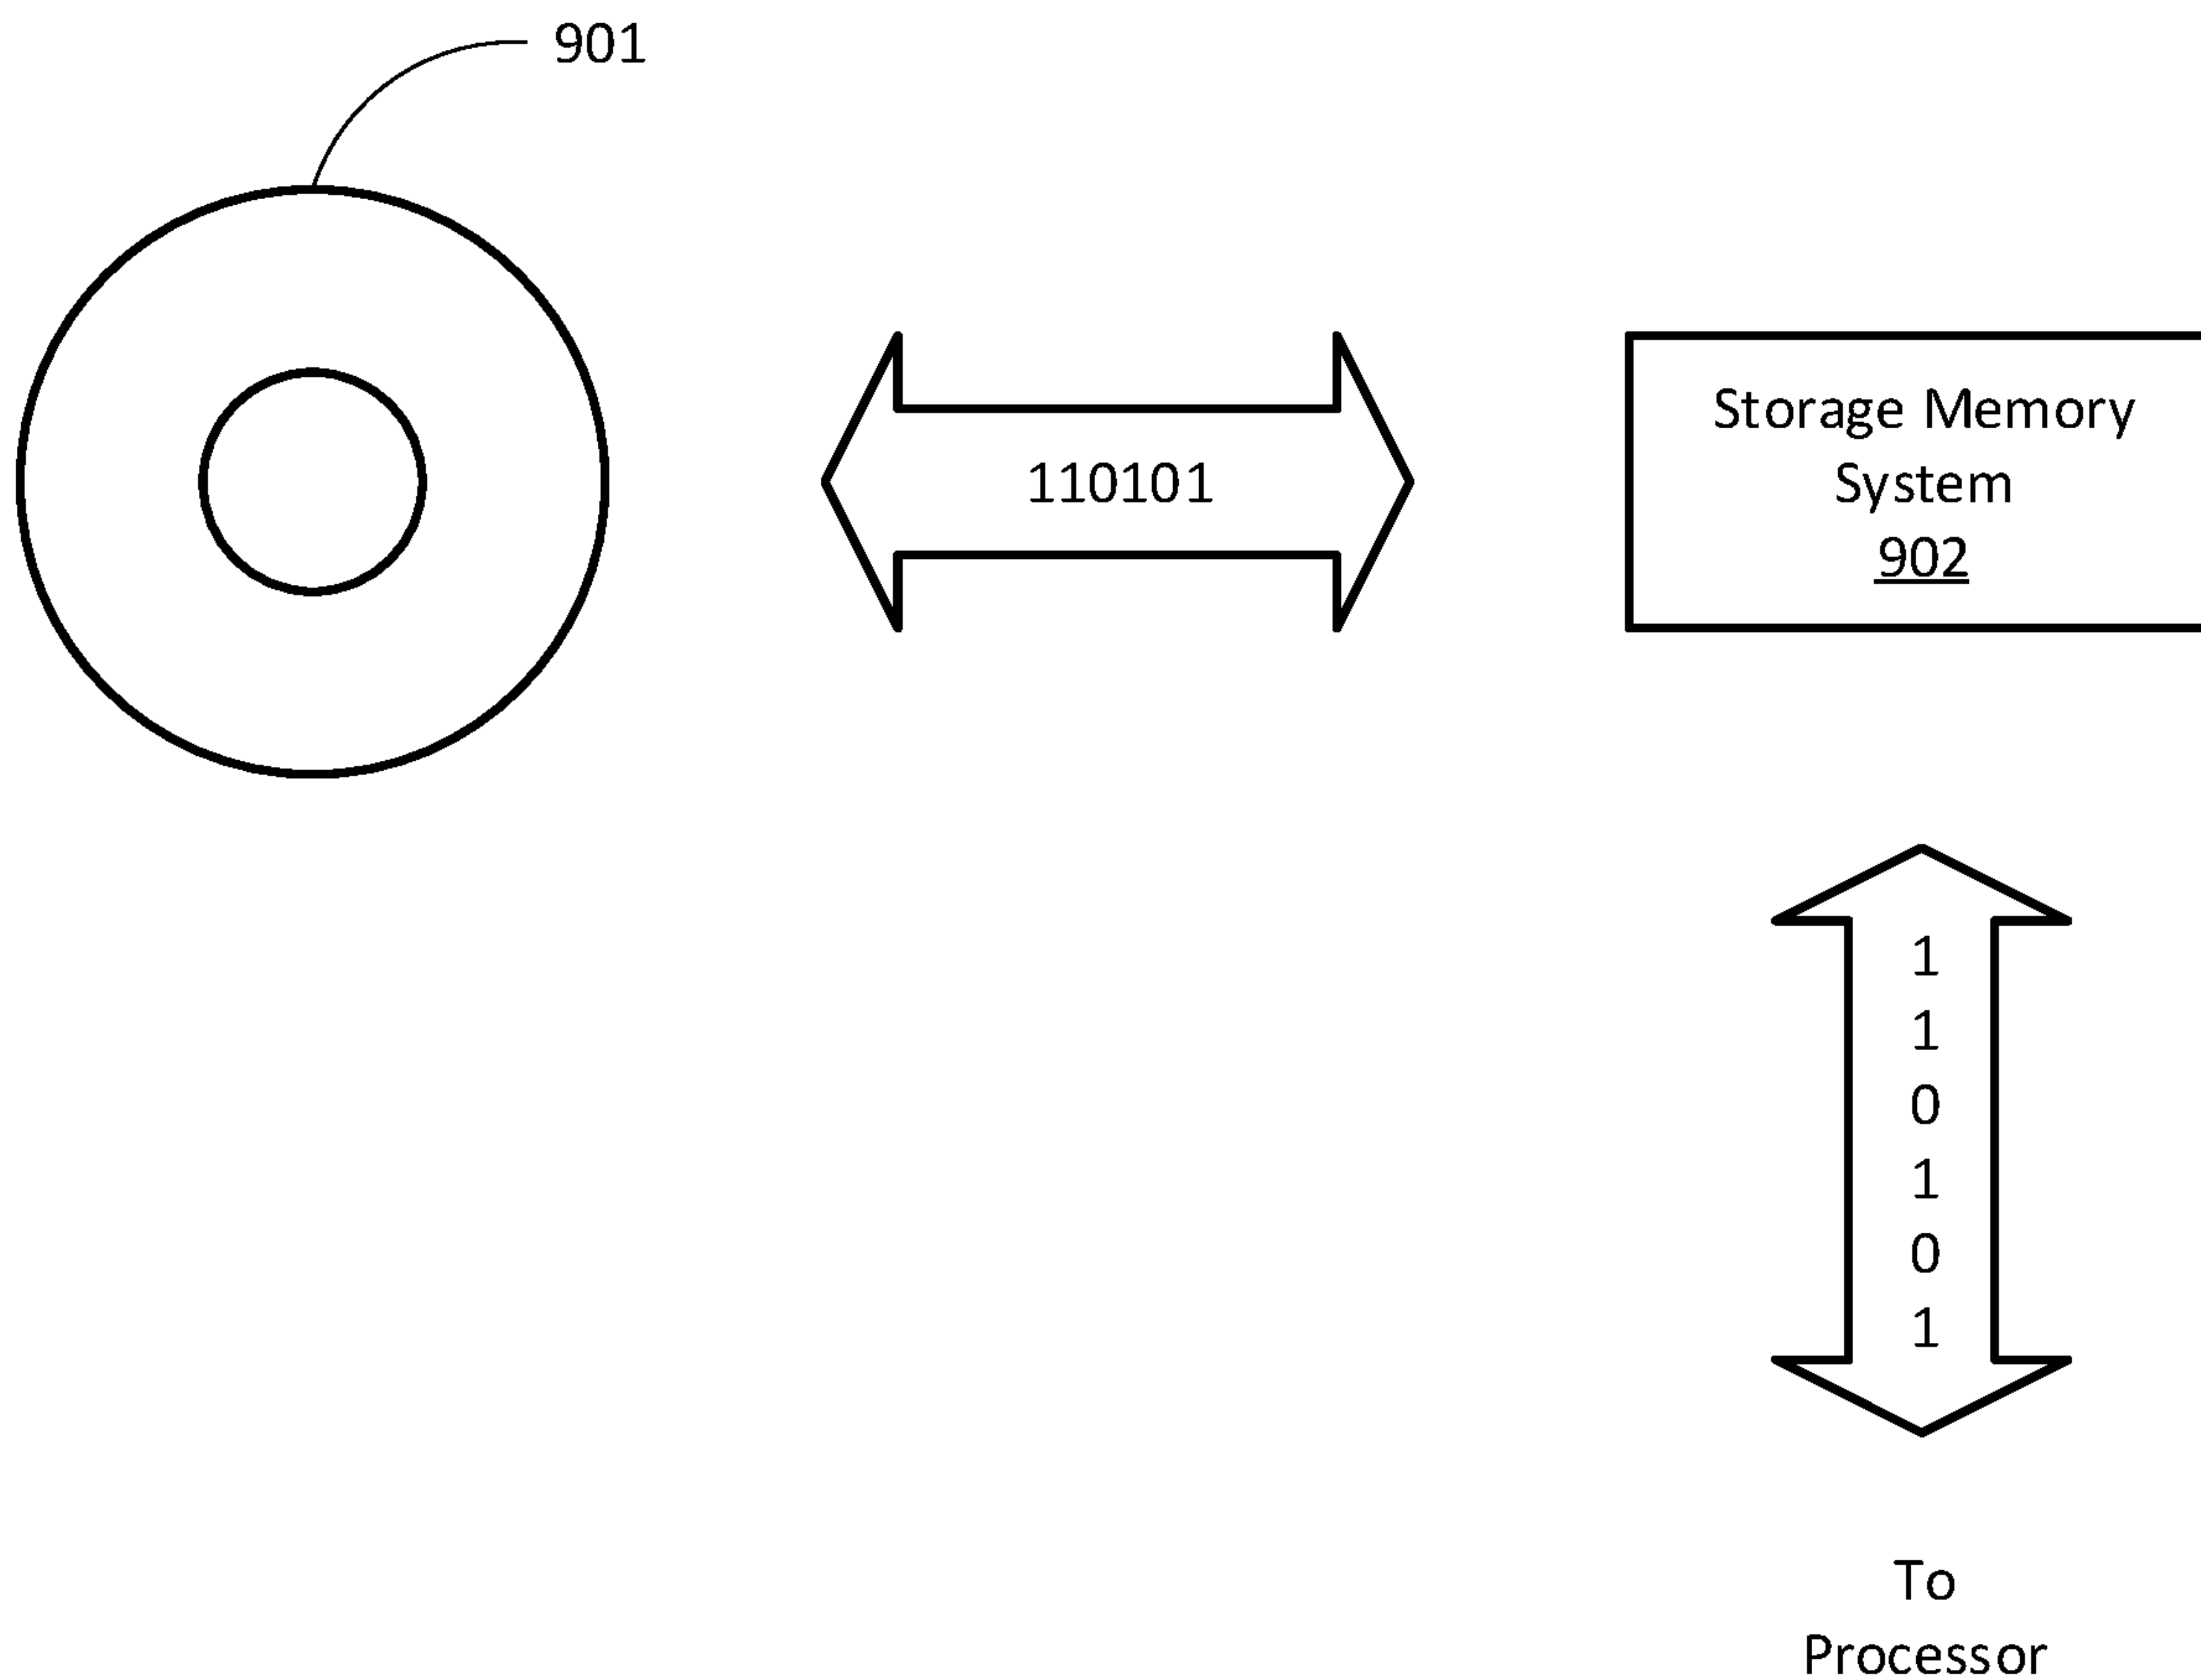 901
110101
Storage Memory
System
902
1
1
0
1
0
1
To
Processor